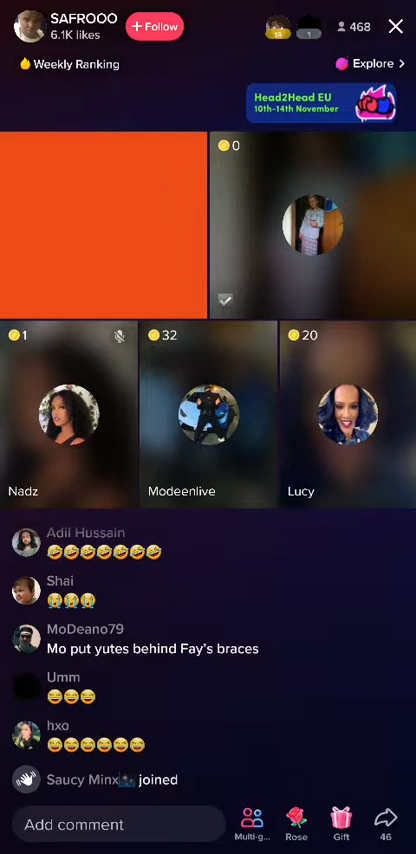 SAFROOO
6.1K likes
+ Follow
19
1
468
Weekly Ranking
Explore >
Head2Head EU
10th-14th November
0
1
32
20
Nadz
Modeenlive
Lucy
Adil Hussain
🤣🤣🤣🤣🤣🤣🤣
Shai
😭😭😭
MoDeano79
Mo put yutes behind Fay's braces
Umm
😅😅😅
hxo
😂😂😂😂😂😂
Saucy Minx joined
Add comment
Multi-g...
Rose
Gift
46